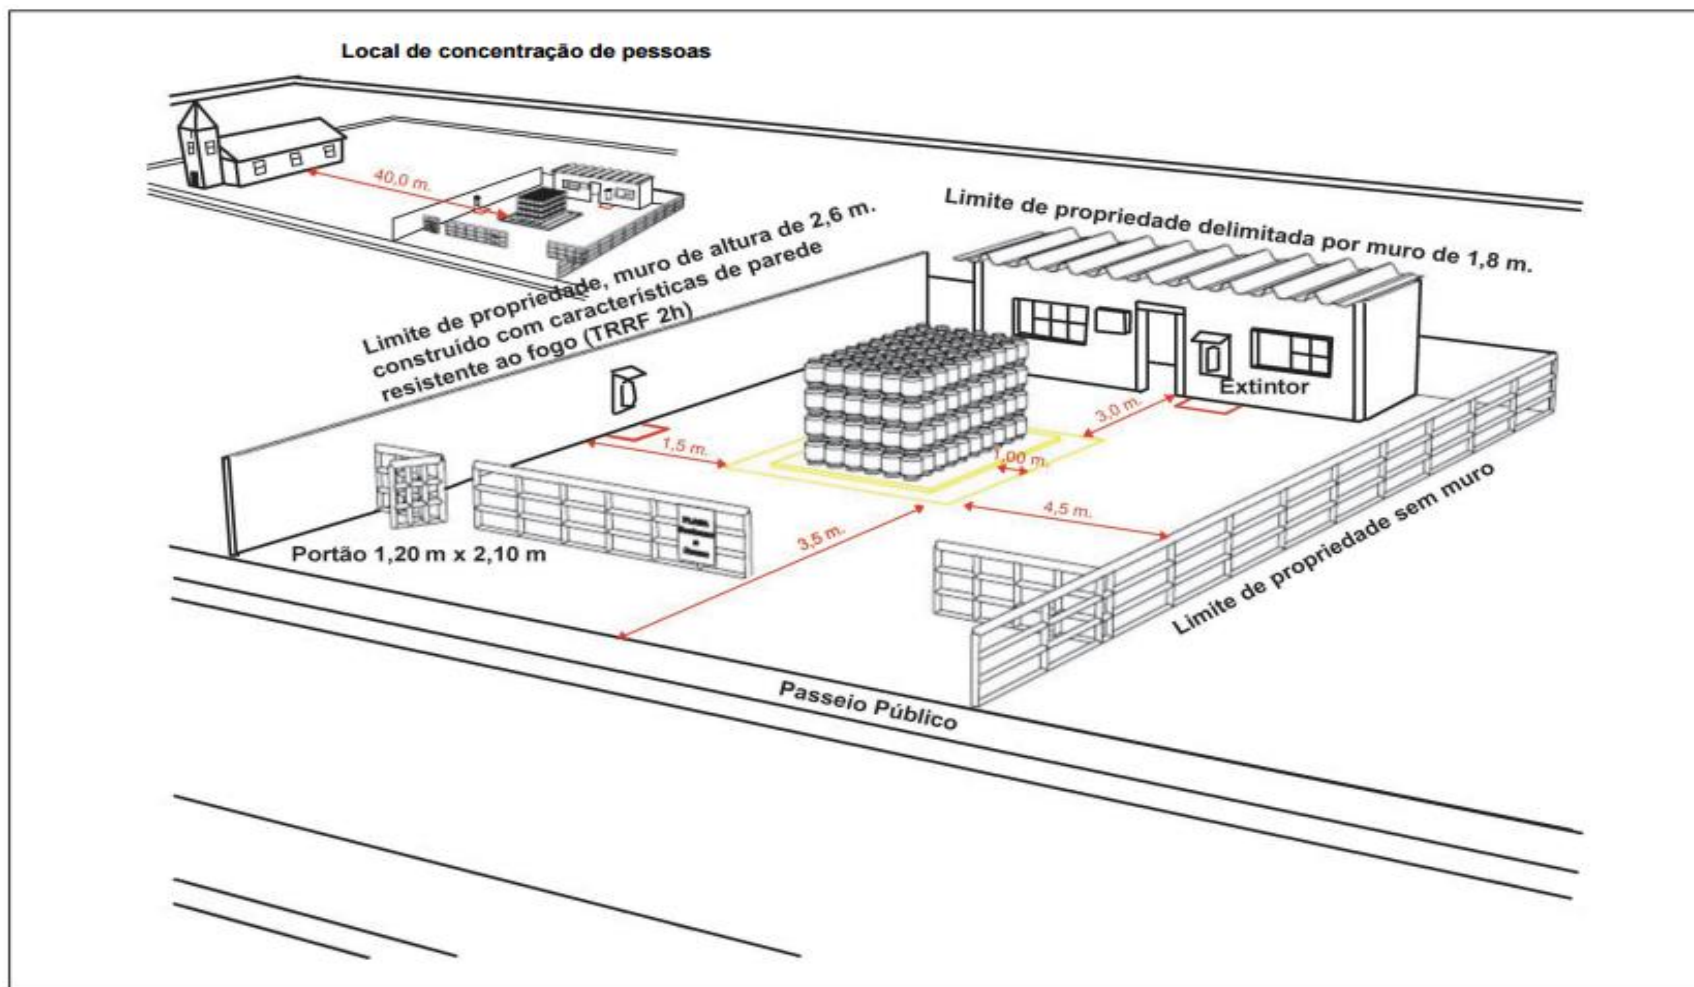 Local de concentração de pessoas
40,0 m.
Limite de propriedade, muro de altura de 2,6 m.
construído com características de parede
resistente ao fogo (TRRF 2h)
Limite de propriedade delimitada por muro de 1,8 m.
Extintor
3,0 m.
1,5 m.
1,00 m.
4,5 m.
3,5 m.
Portão 1,20 m x 2,10 m
Limite de propriedade sem muro
Passeio Público